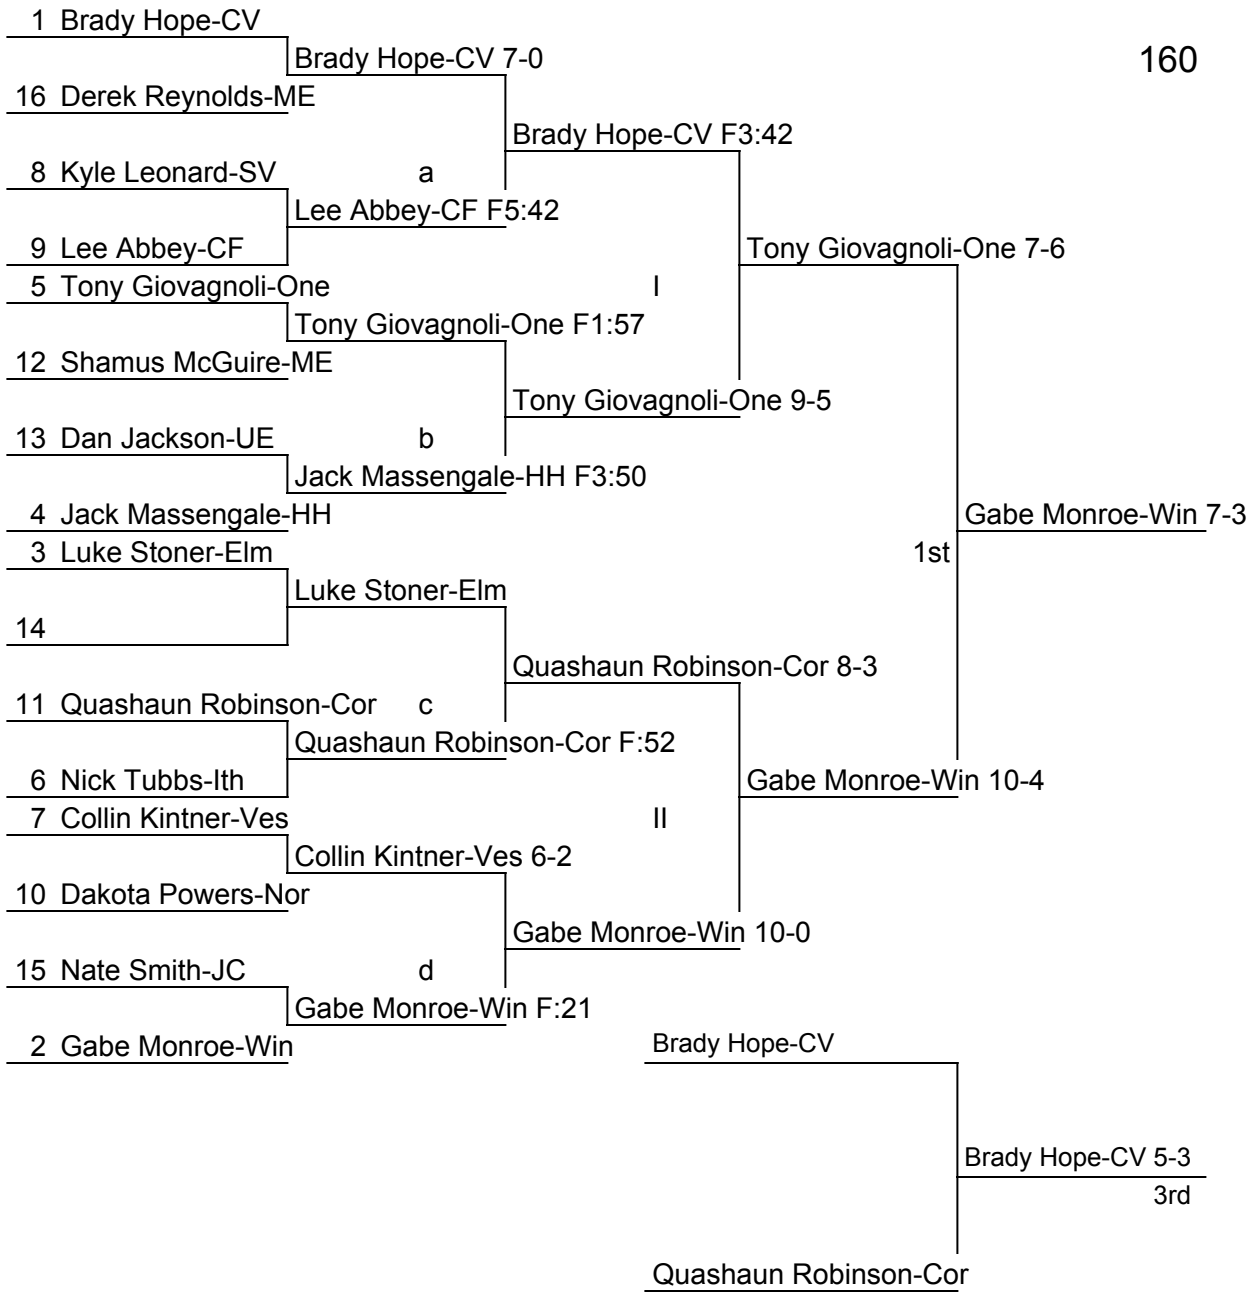 1 Brady Hope-CV
Brady Hope-CV 7-0
160
16 Derek Reynolds-ME
Brady Hope-CV F3:42
8 Kyle Leonard-SV
a
Lee Abbey-CF F5:42
9 Lee Abbey-CF
Tony Giovagnoli-One 7-6
5 Tony Giovagnoli-One
I
Tony Giovagnoli-One F1:57
12 Shamus McGuire-ME
Tony Giovagnoli-One 9-5
13 Dan Jackson-UE
b
Jack Massengale-HH F3:50
4 Jack Massengale-HH
Gabe Monroe-Win 7-3
3 Luke Stoner-Elm
1st
Luke Stoner-Elm
14
Quashaun Robinson-Cor 8-3
11 Quashaun Robinson-Cor
c
Quashaun Robinson-Cor F:52
6 Nick Tubbs-Ith
Gabe Monroe-Win 10-4
7 Collin Kintner-Ves
II
Collin Kintner-Ves 6-2
10 Dakota Powers-Nor
Gabe Monroe-Win 10-0
15 Nate Smith-JC
d
Gabe Monroe-Win F:21
2 Gabe Monroe-Win
Brady Hope-CV
Brady Hope-CV 5-3
3rd
Quashaun Robinson-Cor